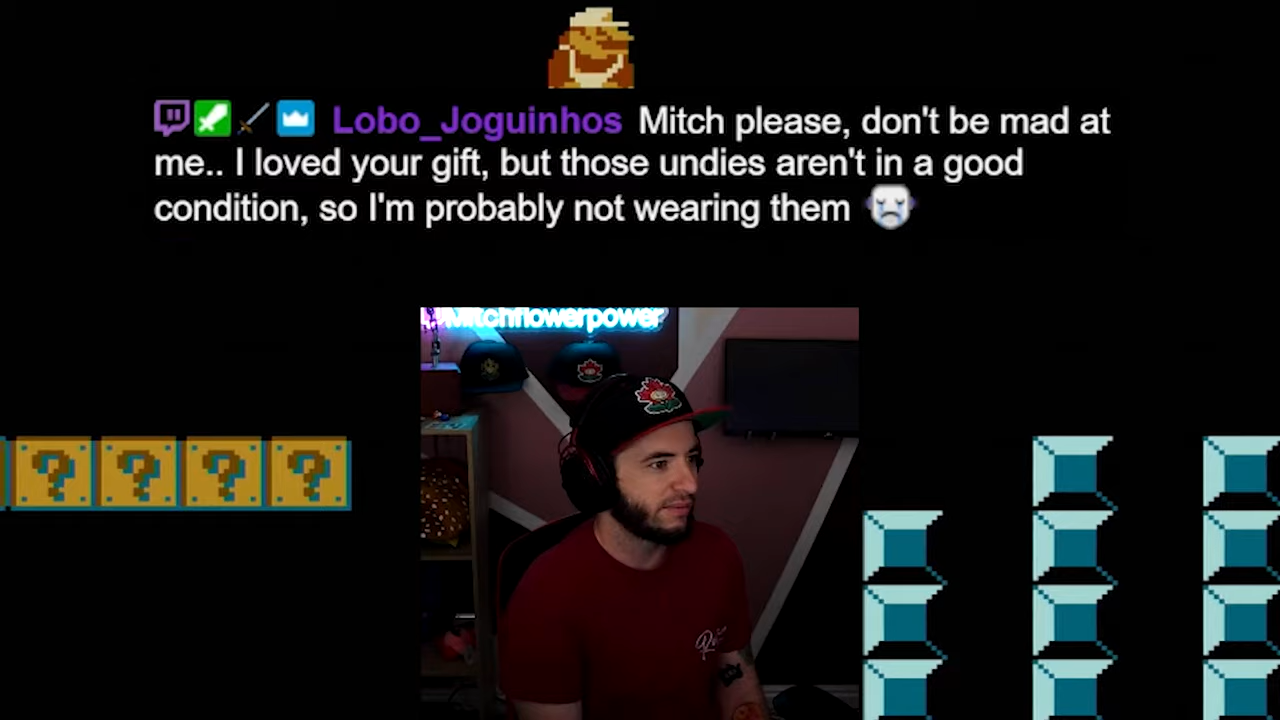 Lobo_Joguinhos Mitch please, don't be mad at
me.. I loved your gift, but those undies aren't in a good
condition, so I'm probably not wearing them
Mitchflowerpower
? ? ? ?